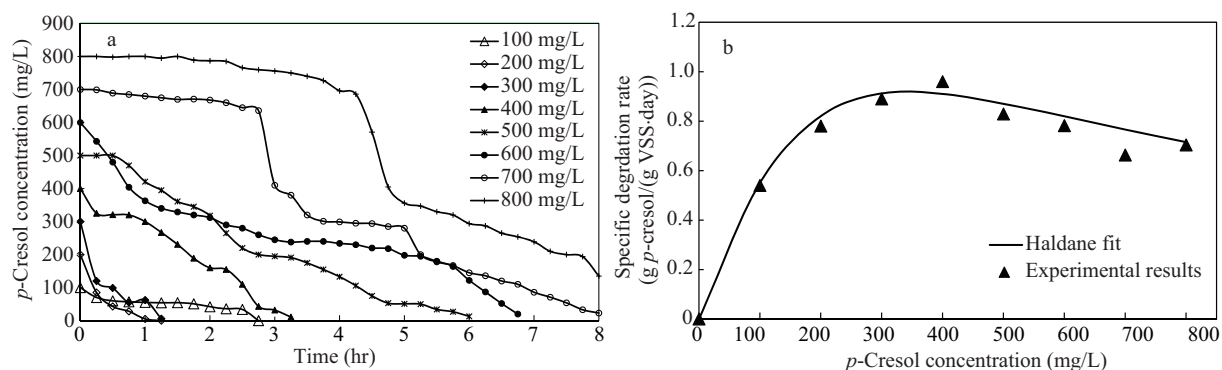 a
p-Cresol concentration (mg/L)
900
800
700
600
500
400
300
200
100
0
0
1
2
3
4
5
6
7
8
Time (hr)
100 mg/L
200 mg/L
300 mg/L
400 mg/L
500 mg/L
600 mg/L
700 mg/L
800 mg/L
b
Specific degrdation rate
(g p-cresol/(g VSS·day))
1.2
1.0
0.8
0.6
0.4
0.2
0
0
100
200
300
400
500
600
700
800
p-Cresol concentration (mg/L)
Haldane fit
Experimental results